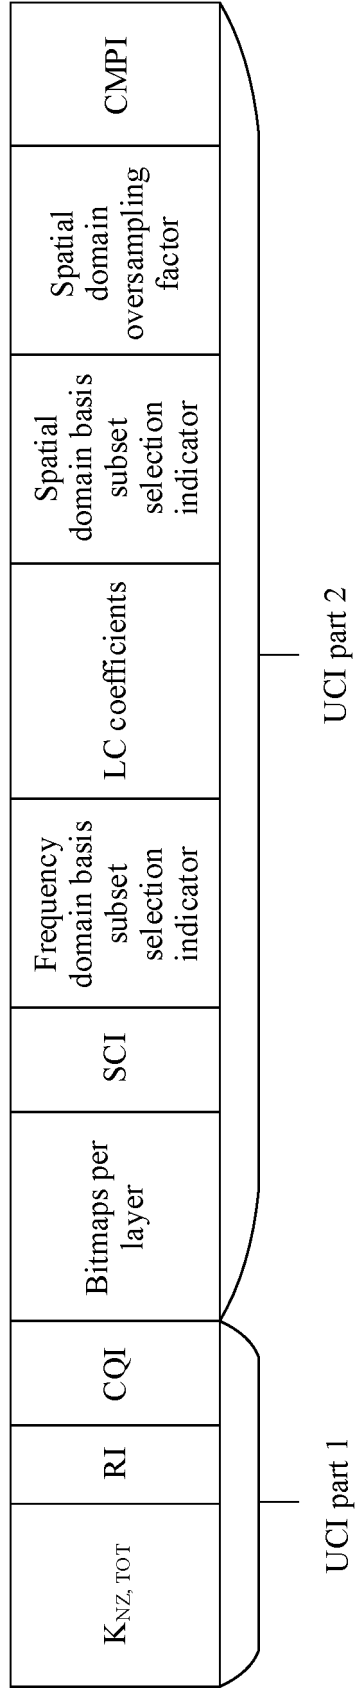 K_NZ, TOT
RI
CQI
Bitmaps per
layer
SCI
Frequency
domain basis
subset
selection
indicator
LC coefficients
Spatial
domain basis
subset
selection
indicator
Spatial
domain
oversampling
factor
CMPI
UCI part 1
UCI part 2